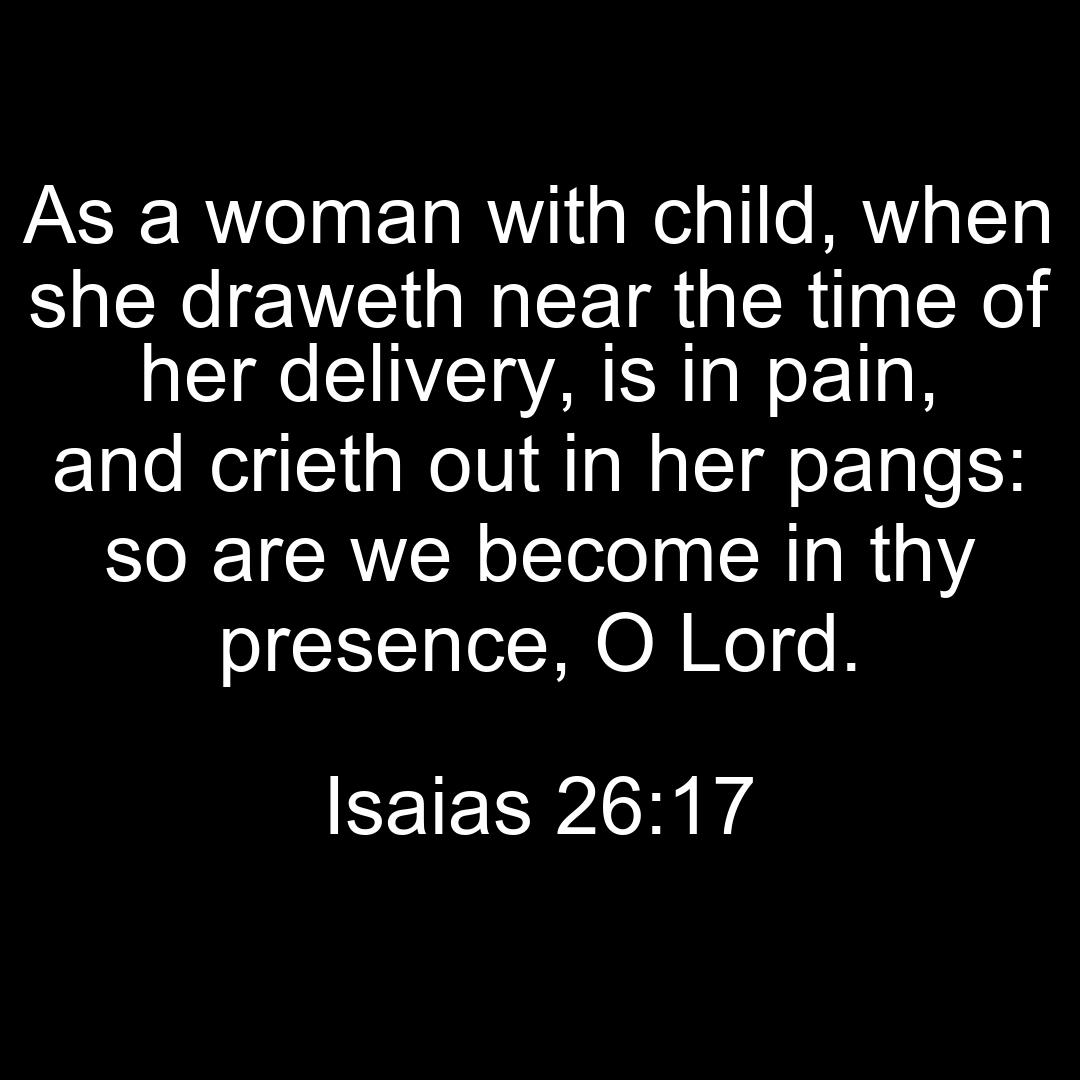 As a woman with child, when
she draweth near the time of
her delivery, is in pain,
and crieth out in her pangs:
so are we become in thy
presence, O Lord.
Isaias 26:17